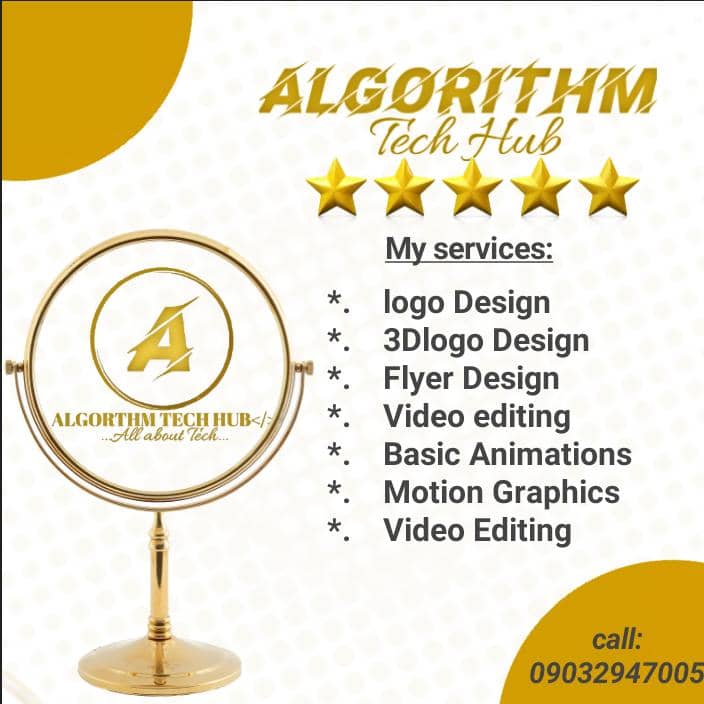 ALGORITHM
Tech Hub
My services:
*. logo Design
*. 3Dlogo Design
*. Flyer Design
*. Video editing
*. Basic Animations
*. Motion Graphics
*. Video Editing
A
ALGORTHM TECH HUB</>
...All about Tech...
call:
09032947005